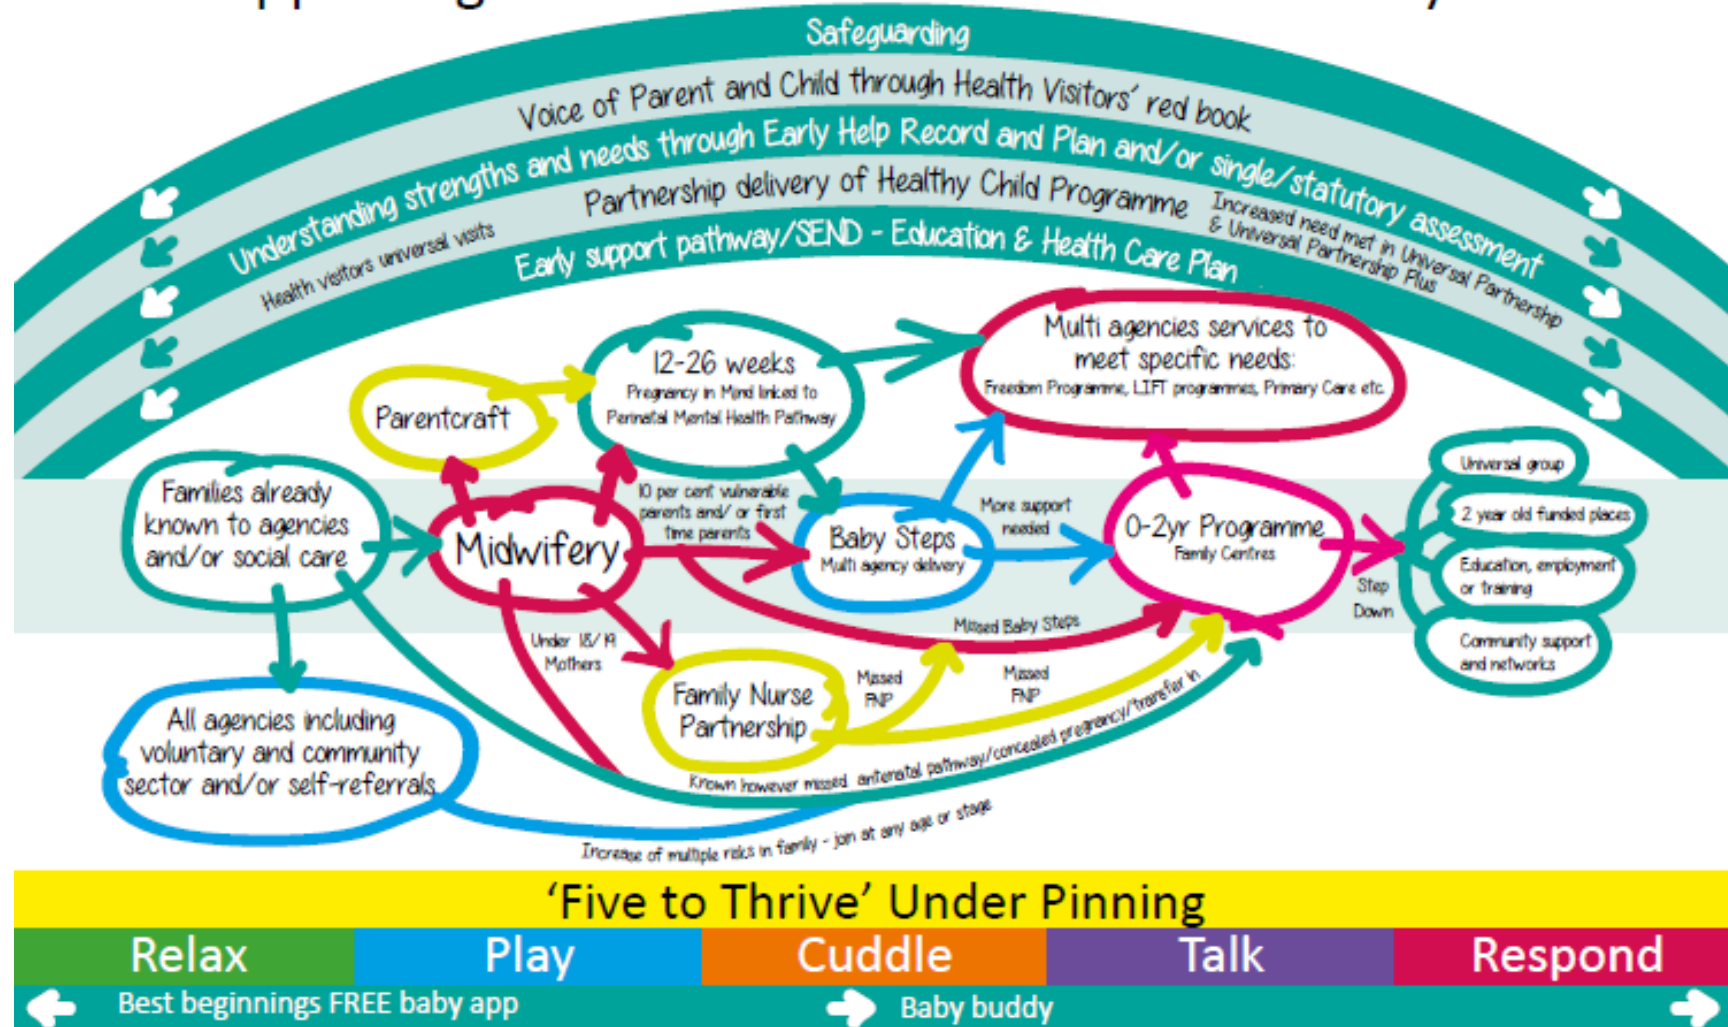 Safeguarding
Voice of Parent and Child through Health Visitors' red book
Understanding strengths and needs through Early Help Record and Plan and/or single/statutory assessment
Partnership delivery of Healthy Child Programme
Health visitors universal visits
Increased need met in Universal Partnership
& Universal Partnership Plus
Early support pathway/SEND - Education & Health Care Plan
Multi agencies services to
meet specific needs:
Freedom Programme, LIFT programmes, Primary Care etc.
12-26 weeks
Pregnancy in Mind linked to
Perinatal Mental Health Pathway
Parentcraft
Families already
known to agencies
and/or social care
Midwifery
10 per cent vulnerable
parents and/ or first
time parents
Baby Steps
Multi agency delivery
More support
needed
0-2yr Programme
Family Centres
Step
Down
Universal group
2 year old funded places
Education, employment
or training
Community support
and networks
Under 18/19
Mothers
Missed Baby Steps
Family Nurse
Partnership
Missed
FNP
Missed
FNP
All agencies including
voluntary and community
sector and/or self-referrals
Known however missed antenatal pathway/concealed pregnancy/transfer in
Increase of multiple risks in family - join at any age or stage
'Five to Thrive' Under Pinning
Relax
Play
Cuddle
Talk
Respond
Best beginnings FREE baby app
Baby buddy